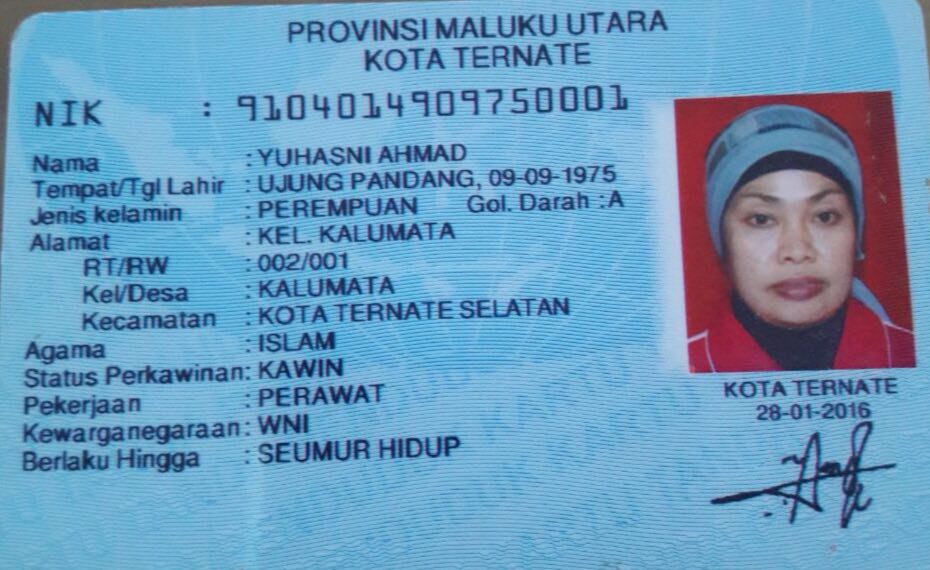 PROVINSI MALUKU UTARA
KOTA TERNATE
NIK : 9104014909750001
Nama : YUHASNI AHMAD
Tempat/Tgl Lahir : UJUNG PANDANG, 09-09-1975
Jenis kelamin : PEREMPUAN Gol. Darah :A
Alamat : KEL. KALUMATA
RT/RW : 002/001
Kel/Desa : KALUMATA
Kecamatan : KOTA TERNATE SELATAN
Agama : ISLAM
Status Perkawinan: KAWIN
Pekerjaan : PERAWAT
Kewarganegaraan: WNI
Berlaku Hingga : SEUMUR HIDUP
KOTA TERNATE
28-01-2016